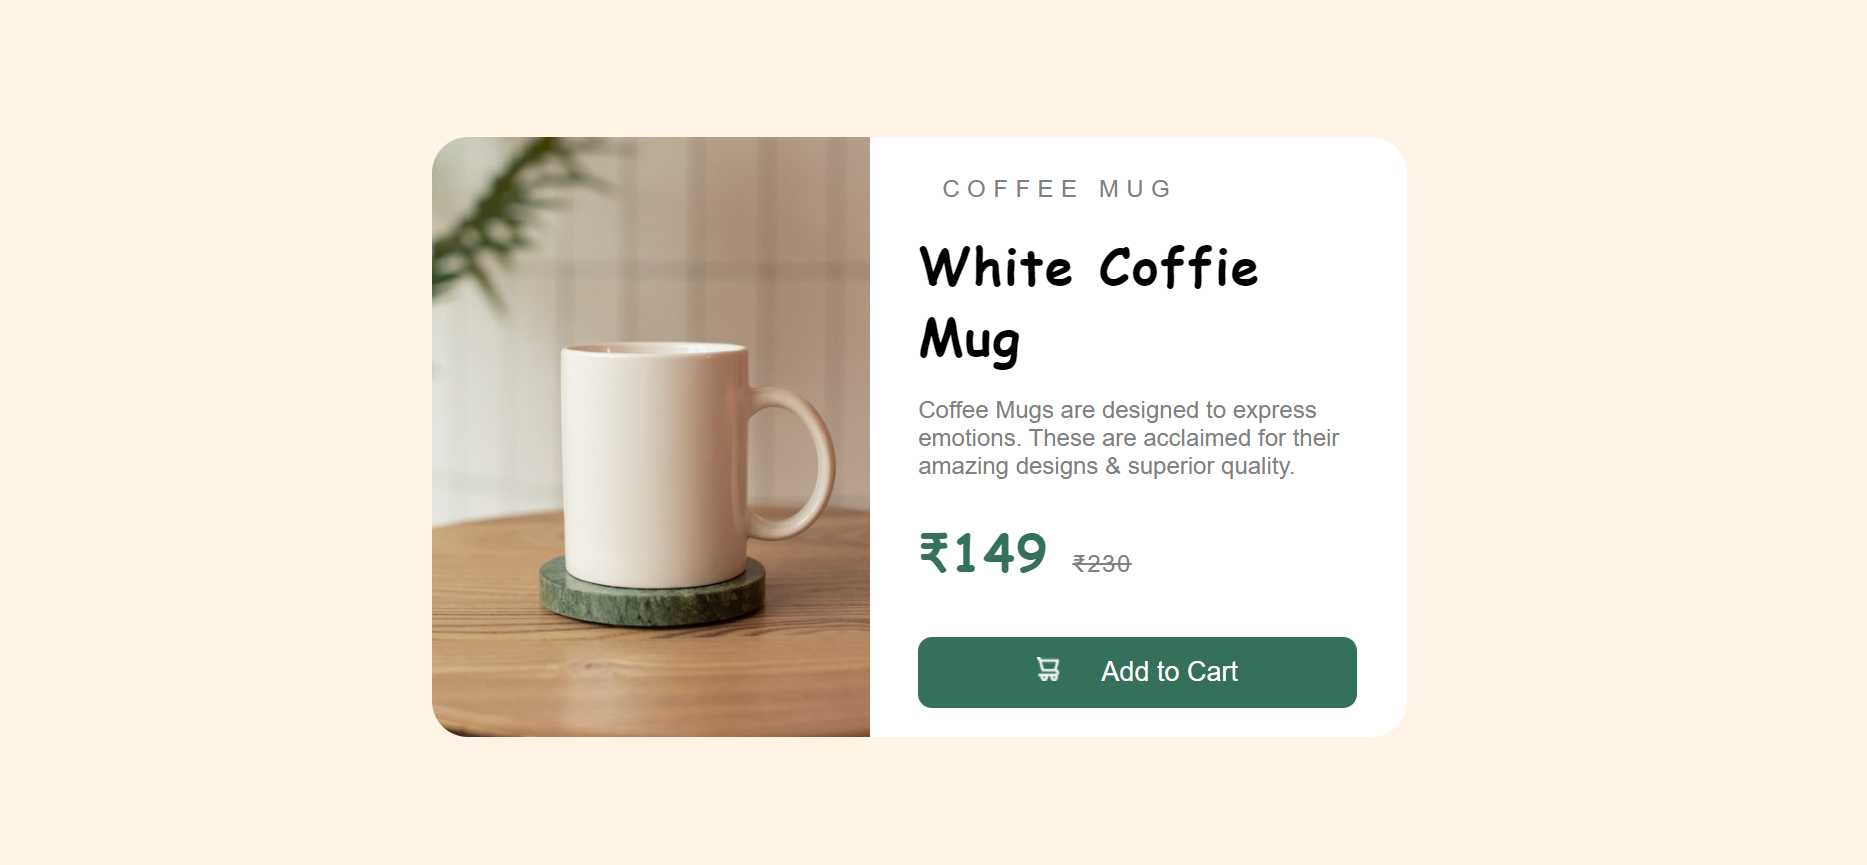 COFFEE MUG
White Coffie
Mug
Coffee Mugs are designed to express
emotions. These are acclaimed for their
amazing designs & superior quality.
₹149 ₹230
Add to Cart